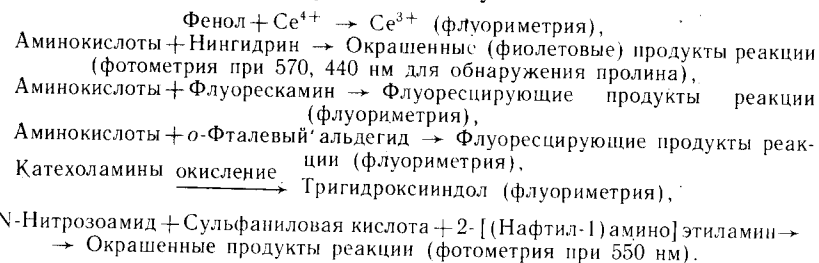 Фенол + Ce⁴⁺ → Ce³⁺ (флуориметрия),
Аминокислоты + Нингидрин → Окрашенные (фиолетовые) продукты реакции
(фотометрия при 570, 440 нм для обнаружения пролина),
Аминокислоты + Флуорескамин → Флуоресцирующие продукты реакции
(флуориметрия),
Аминокислоты + о-Фталевый альдегид → Флуоресцирующие продукты реак-
ции (флуориметрия),
Катехоламины окисление → Тригидроксииндол (флуориметрия),
N-Нитрозоамид + Сульфаниловая кислота + 2-[(Нафтил-1)амино]этиламин →
→ Окрашенные продукты реакции (фотометрия при 550 нм).